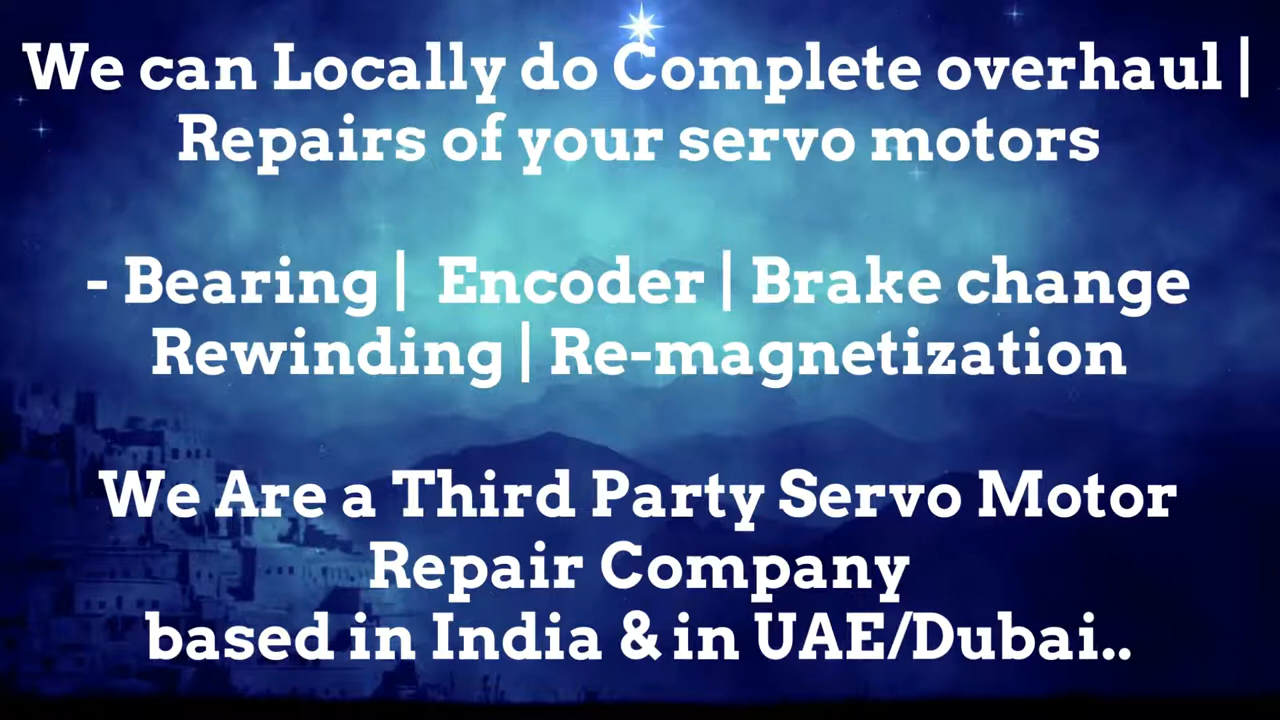 We can Locally do Complete overhaul |
Repairs of your servo motors
- Bearing | Encoder | Brake change
Rewinding | Re-magnetization
We Are a Third Party Servo Motor
Repair Company
based in India & in UAE/Dubai..